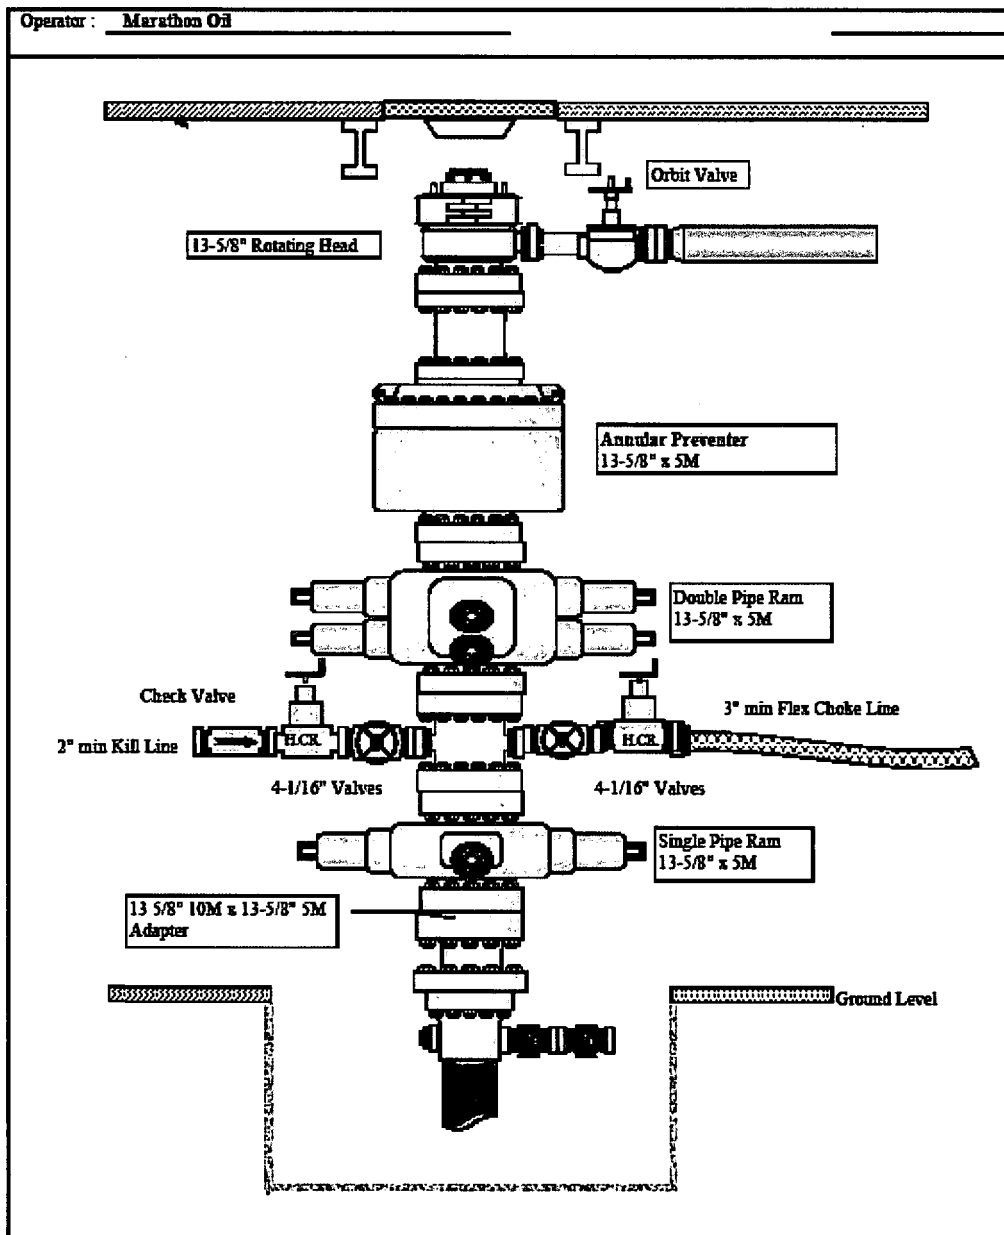 Operator : Marathon Oil
Orbit Valve
13-5/8" Rotating Head
Annular Preventer
13-5/8" x 5M
Double Pipe Ram
13-5/8" x 5M
Check Valve
3" min Flex Choke Line
2" min Kill Line
H.CR.
H.CR.
4-1/16" Valves
4-1/16" Valves
Single Pipe Ram
13-5/8" x 5M
13 5/8" 10M x 13-5/8" 5M
Adapter
Ground Level